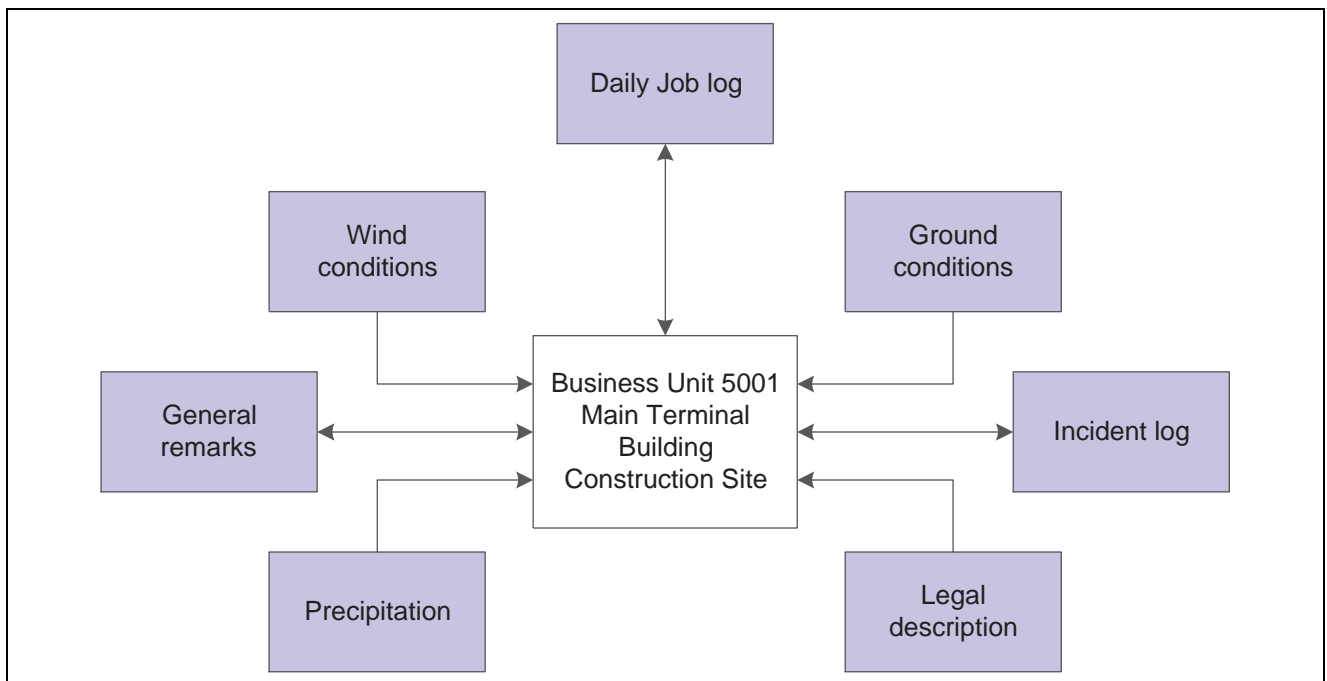 Daily Job log
Wind
conditions
Ground
conditions
Business Unit 5001
Main Terminal
Building
Construction Site
General
remarks
Incident log
Precipitation
Legal
description